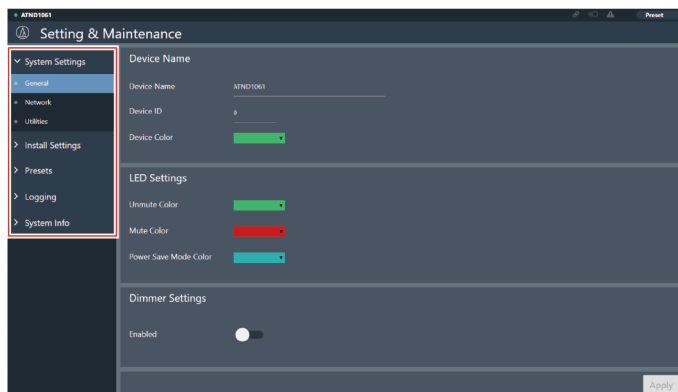 ATND1061
Preset
Setting & Maintenance
System Settings
General
Network
Utilities
Install Settings
Presets
Logging
System Info
Device Name
Device Name ATND1061
Device ID
Device Color
LED Settings
Unmute Color
Mute Color
Power Save Mode Color
Dimmer Settings
Enabled
Apply